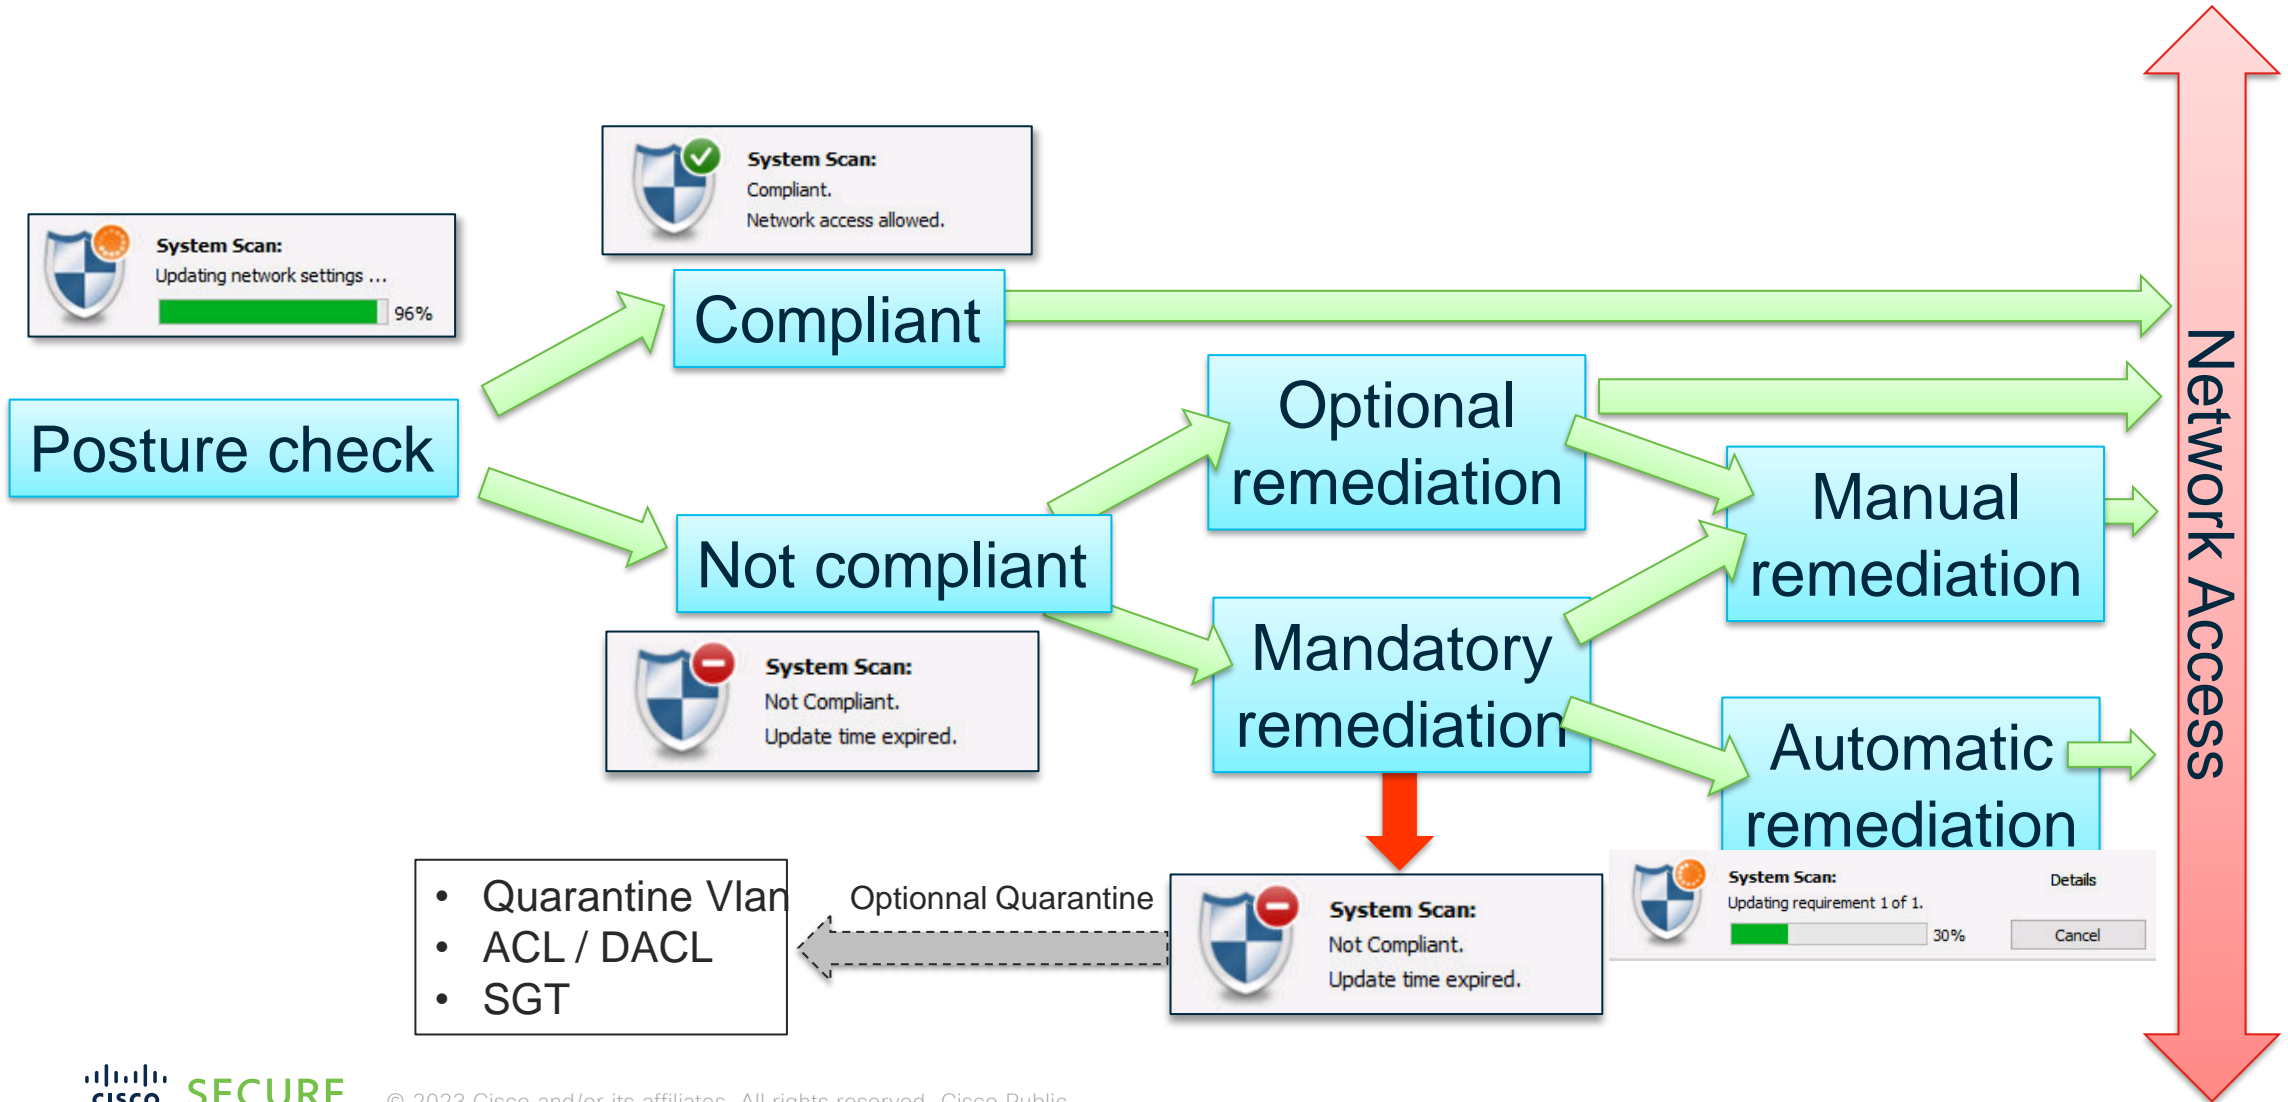 System Scan:
Compliant.
Network access allowed.
System Scan:
Updating network settings ...
96%
Compliant
Posture check
Optional
remediation
Manual
remediation
Not compliant
Mandatory
remediation
System Scan:
Not Compliant.
Update time expired.
Automatic
remediation
Network Access
• Quarantine Vlan
• ACL / DACL
• SGT
Optionnal Quarantine
System Scan:
Not Compliant.
Update time expired.
System Scan:
Updating requirement 1 of 1.
30%
Details
Cancel
CISCO SECURE
© 2023 Cisco and/or its affiliates. All rights reserved. Cisco Public